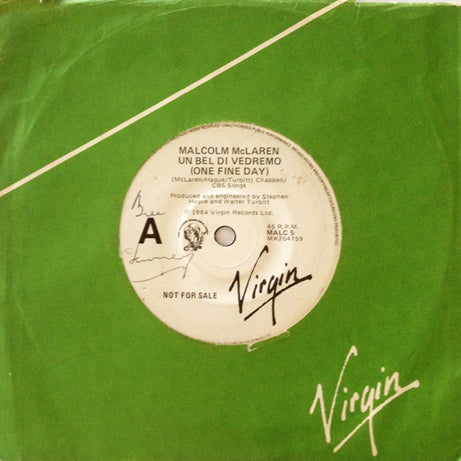 MALCOLM McLAREN
UN BEL DI VEDREMO
(ONE FINE DAY)
(McLaren/Hague/Turbitt) Chappell/
CBS Songs
Produced and engineered by Stephen
Hague and Walter Turbitt
℗ 1984 Virgin Records Ltd.
A
45 R.P.M.
MALC 5
MX204759
NOT FOR SALE
Virgin
Virgin